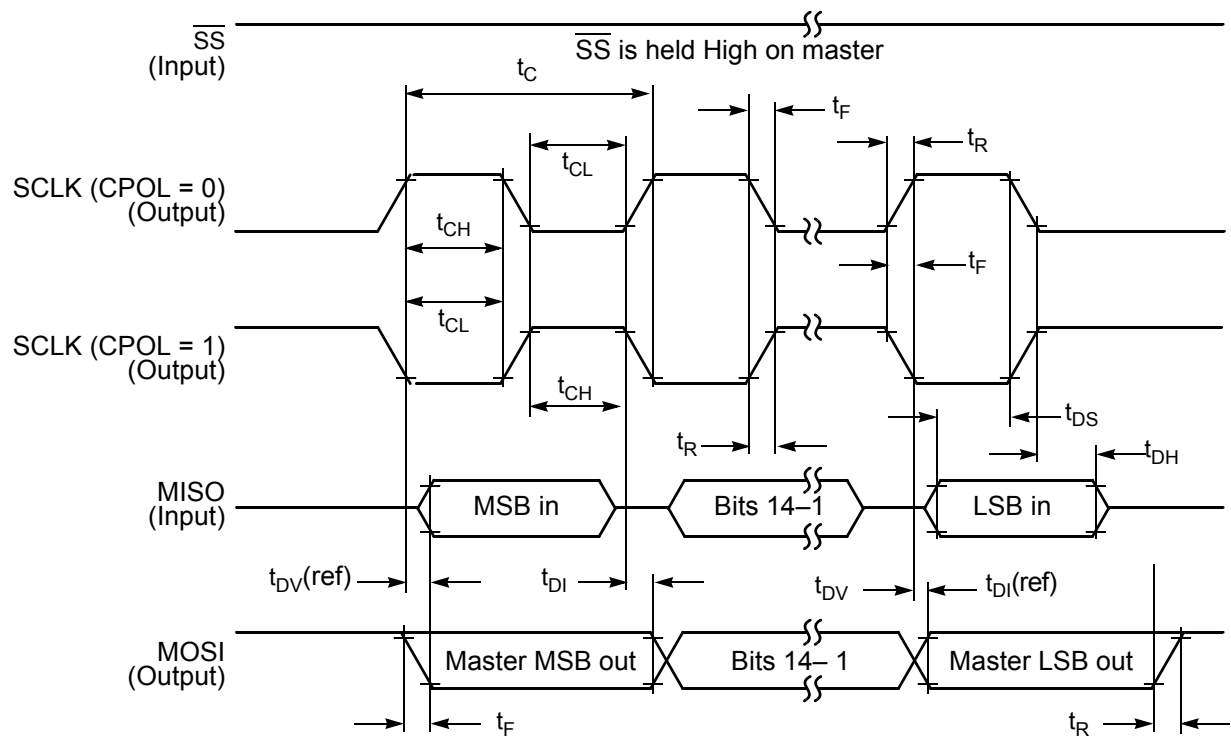 SS
(Input)
SS is held High on master
tC
tF
tR
tCL
SCLK (CPOL = 0)
(Output)
tCH
tF
tCL
SCLK (CPOL = 1)
(Output)
tCH
tDS
tR
tDH
MISO
(Input)
MSB in
Bits 14–1
LSB in
tDV(ref)
tDI
tDV
tDI(ref)
MOSI
(Output)
Master MSB out
Bits 14– 1
Master LSB out
tF
tR